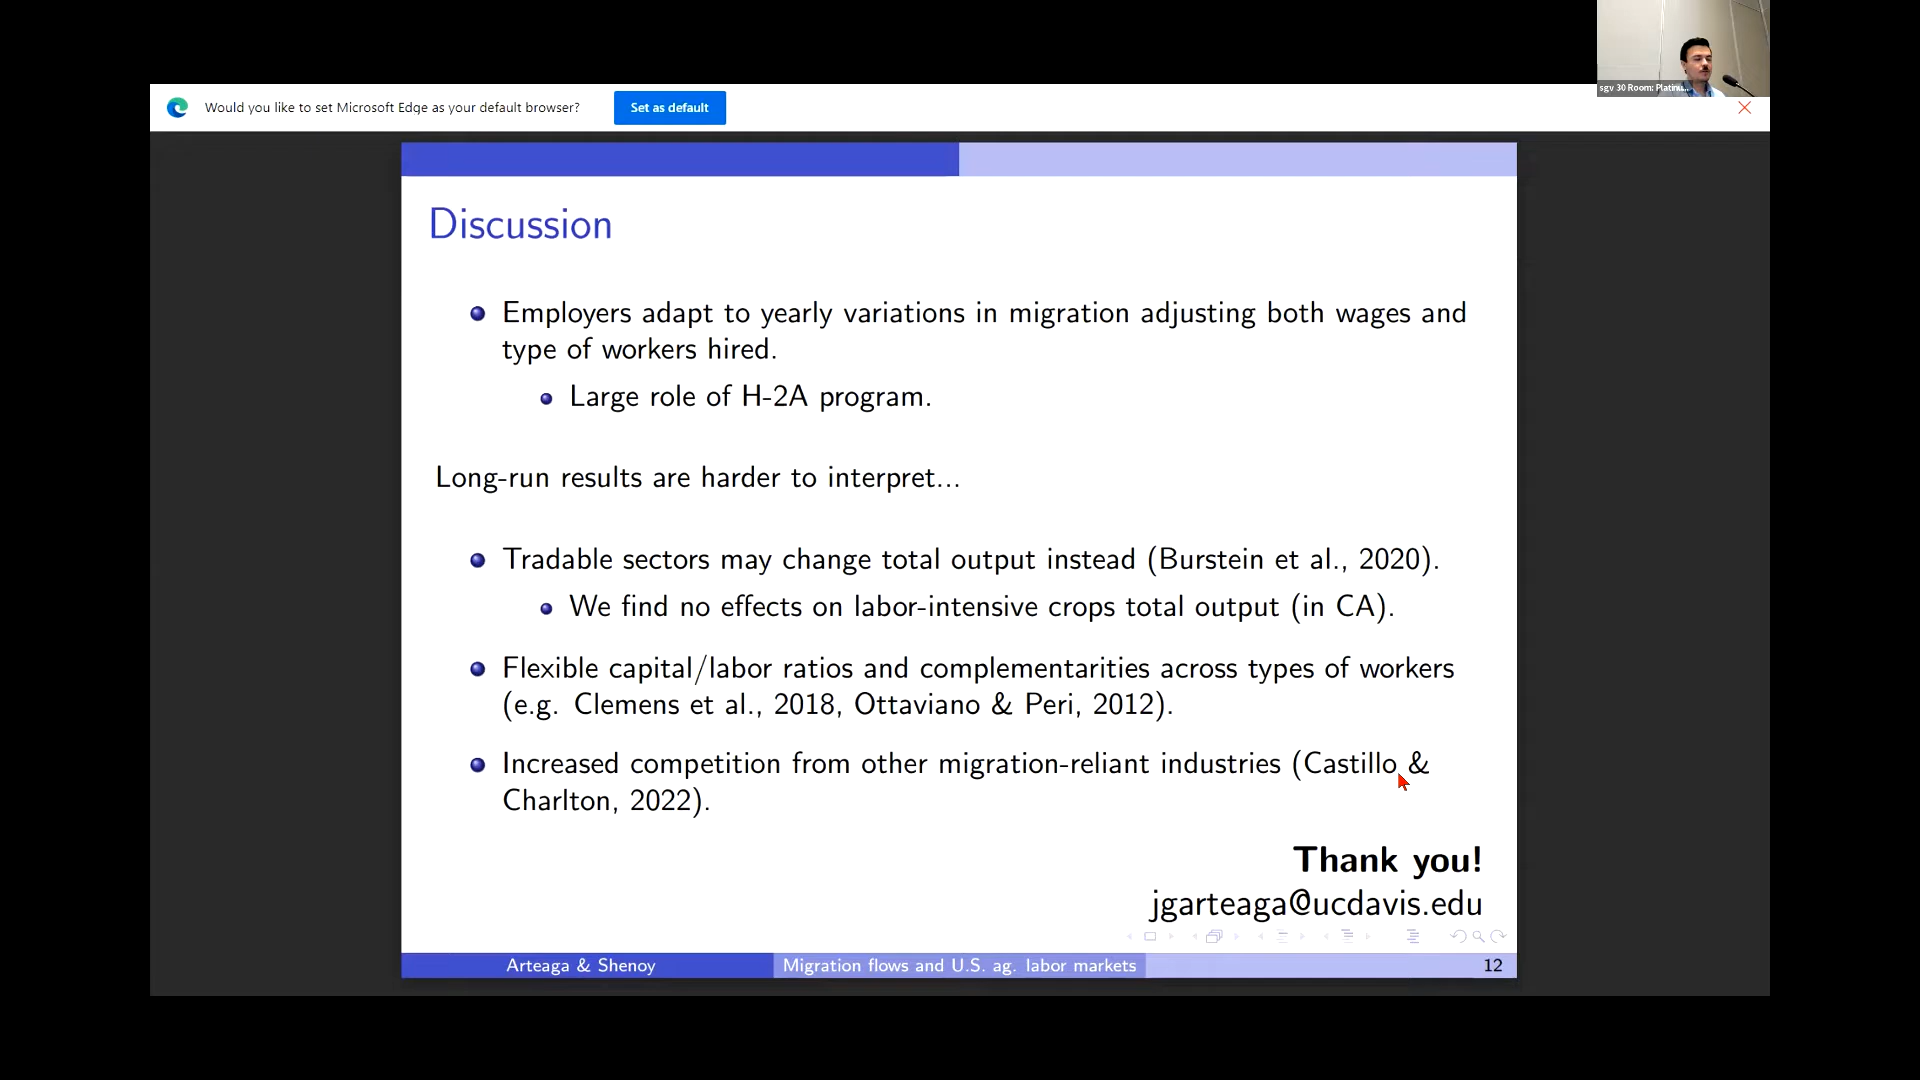 sgv 30 Room: Platinu...
Would you like to set Microsoft Edge as your default browser?
Set as default
Discussion
Employers adapt to yearly variations in migration adjusting both wages and
type of workers hired.
Large role of H-2A program.
Long-run results are harder to interpret...
Tradable sectors may change total output instead (Burstein et al., 2020).
We find no effects on labor-intensive crops total output (in CA).
Flexible capital/labor ratios and complementarities across types of workers
(e.g. Clemens et al., 2018, Ottaviano & Peri, 2012).
Increased competition from other migration-reliant industries (Castillo &
Charlton, 2022).
Thank you!
jgarteaga@ucdavis.edu
Arteaga & Shenoy
Migration flows and U.S. ag. labor markets
12